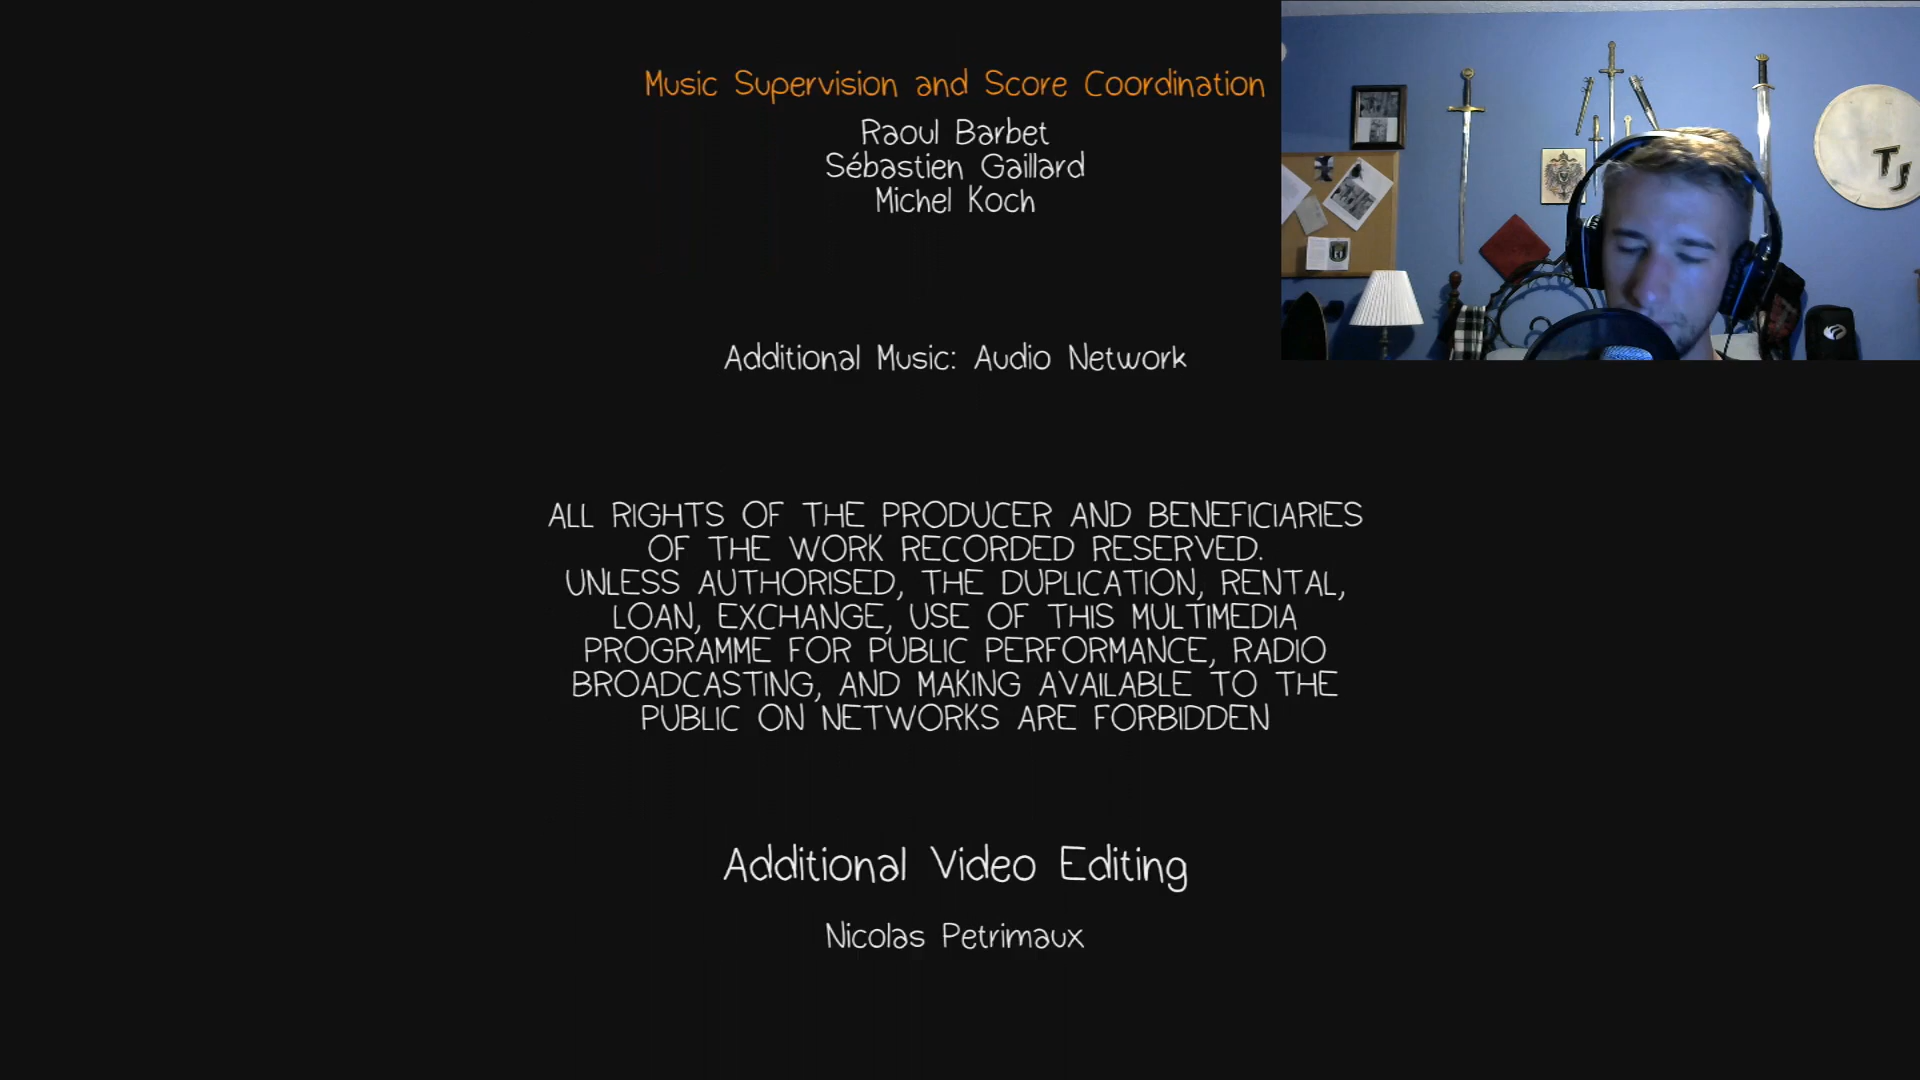 Music Supervision and Score Coordination
Raoul Barbet
Sébastien Gaillard
Michel Koch
Additional Music: Audio Network
ALL RIGHTS OF THE PRODUCER AND BENEFICIARIES
OF THE WORK RECORDED RESERVED.
UNLESS AUTHORISED, THE DUPLICATION, RENTAL,
LOAN, EXCHANGE, USE OF THIS MULTIMEDIA
PROGRAMME FOR PUBLIC PERFORMANCE, RADIO
BROADCASTING, AND MAKING AVAILABLE TO THE
PUBLIC ON NETWORKS ARE FORBIDDEN
Additional Video Editing
Nicolas Petrimaux
TS